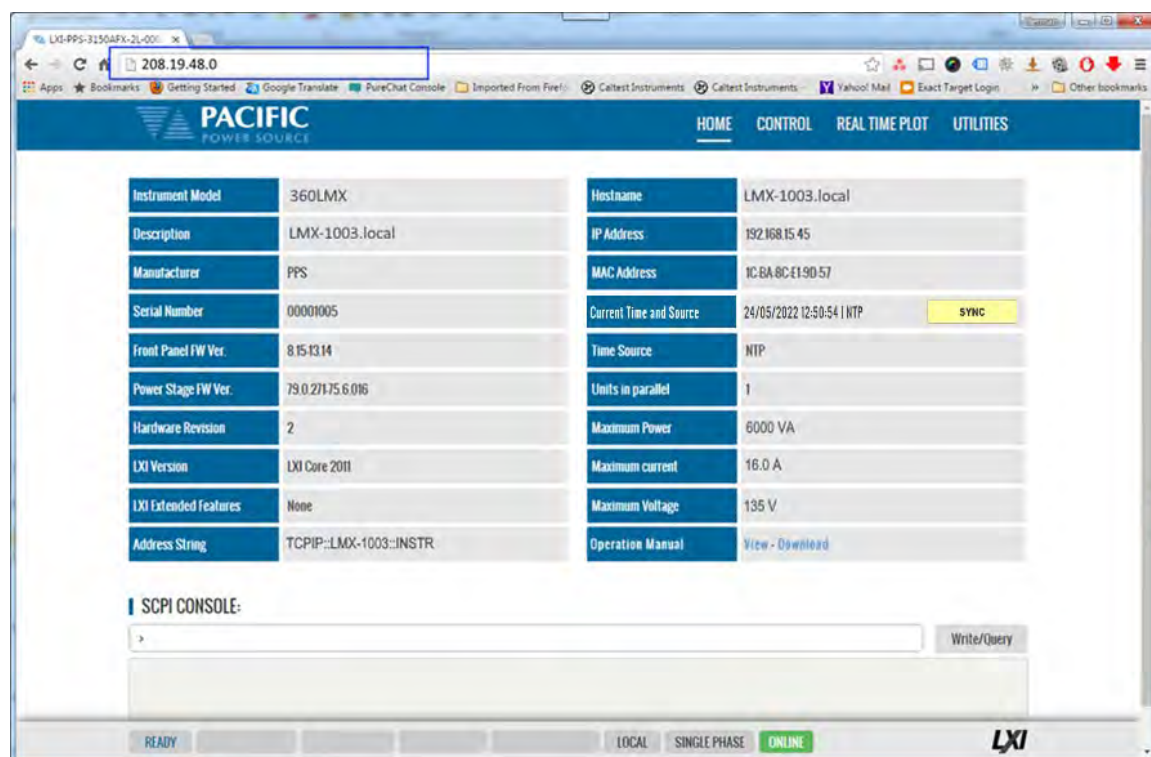 LXI-PPS-3150AFX-2L-000
208.19.48.0
Apps Bookmarks Getting Started Google Translate PureChat Console Imported From Firef Caltest Instruments Caltest Instruments Yahoo! Mail Exact Target Login » Other bookmarks
PACIFIC
POWER SOURCE
HOME CONTROL REAL TIME PLOT UTILITIES
Instrument Model 360LMX
Hostname LMX-1003.local
Description LMX-1003.local
IP Address 192.168.15.45
Manufacturer PPS
MAC Address 1C-BA-8C-E1-90-57
Serial Number 00001005
Current Time and Source 24/05/2022 12:50:54 | NTP SYNC
Front Panel FW Ver. 8.15.13.14
Time Source NTP
Power Stage FW Ver. 79.0.271-75.6.016
Units in parallel 1
Hardware Revision 2
Maximum Power 6000 VA
LXI Version LXI Core 2011
Maximum current 16.0 A
LXI Extended Features None
Maximum Voltage 135 V
Address String TCPIP::LMX-1003::INSTR
Operation Manual View - Download
SCPI CONSOLE:
>
Write/Query
READY LOCAL SINGLE PHASE ONLINE LXI